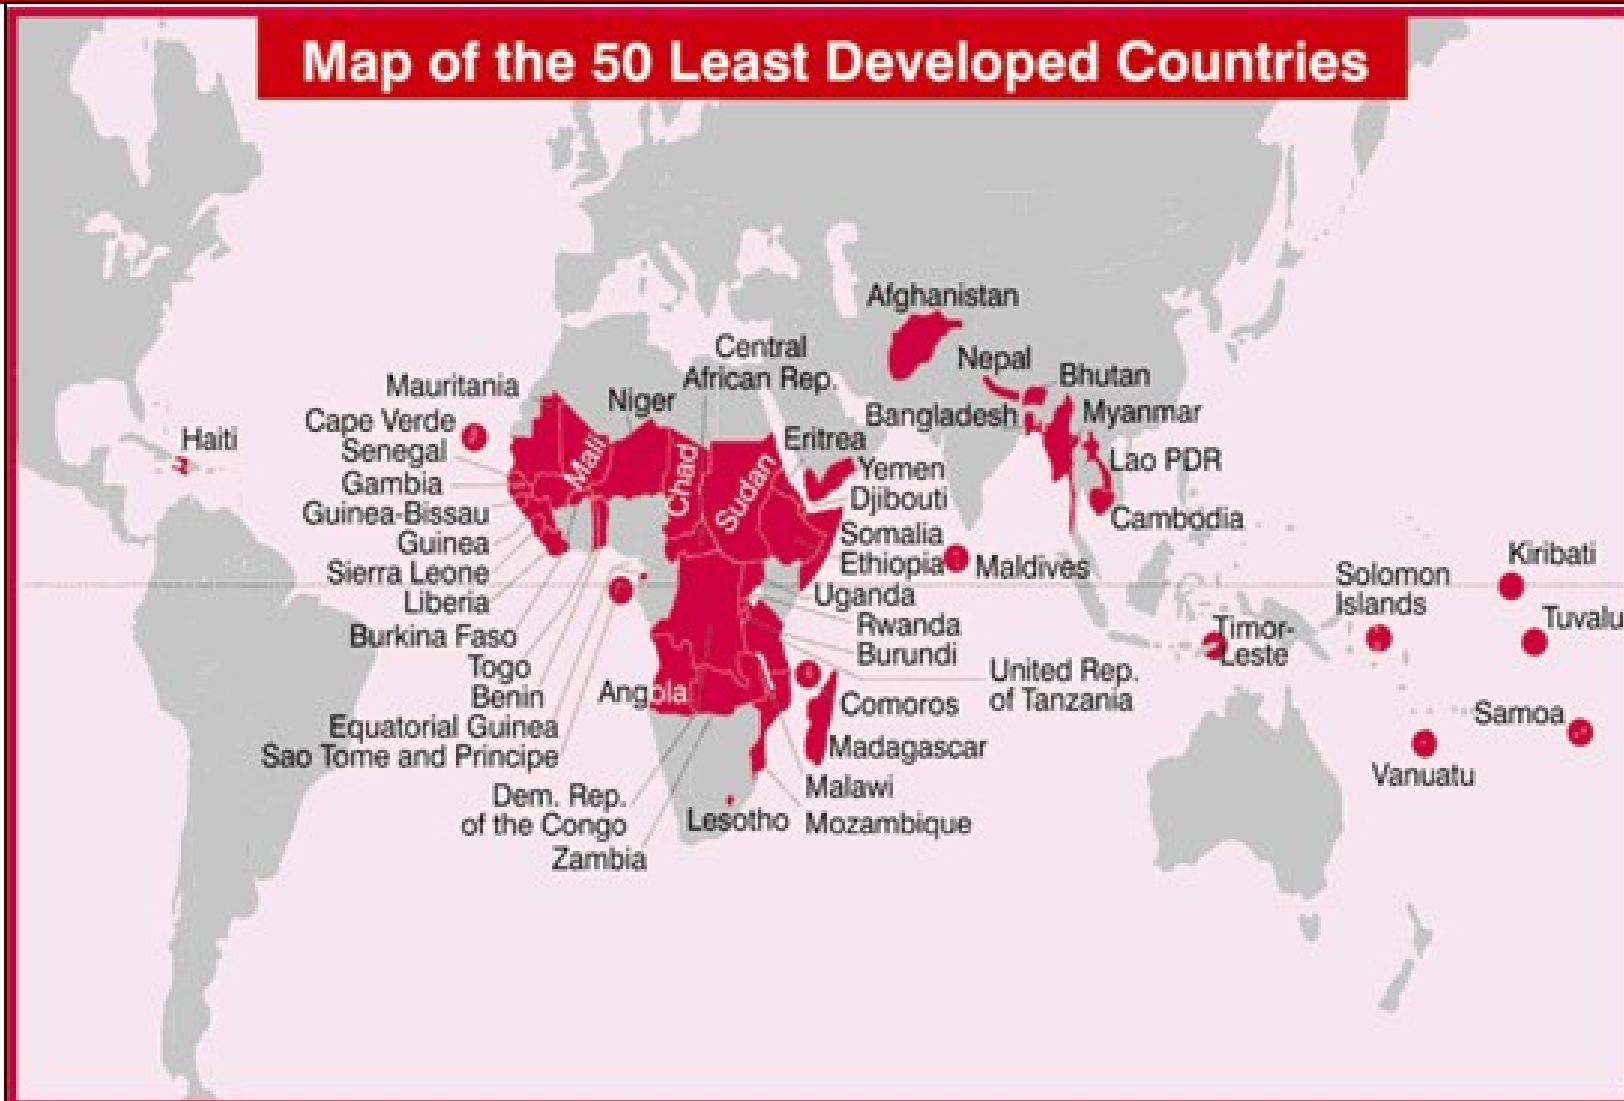 Map of the 50 Least Developed Countries
Afghanistan
Central
African Rep.
Nepal
Bhutan
Mauritania
Niger
Cape Verde
Bangladesh
Myanmar
Haiti
Senegal
Mali
Chad
Sudan
Eritrea
Yemen
Lao PDR
Gambia
Djibouti
Guinea-Bissau
Cambodia
Guinea
Somalia
Sierra Leone
Ethiopia
Maldives
Kiribati
Solomon
Islands
Liberia
Uganda
Tuvalu
Burkina Faso
Rwanda
Timor-
Leste
Togo
Burundi
Benin
Angola
United Rep.
of Tanzania
Equatorial Guinea
Comoros
Samoa
Sao Tome and Principe
Madagascar
Vanuatu
Dem. Rep.
of the Congo
Malawi
Lesotho
Mozambique
Zambia